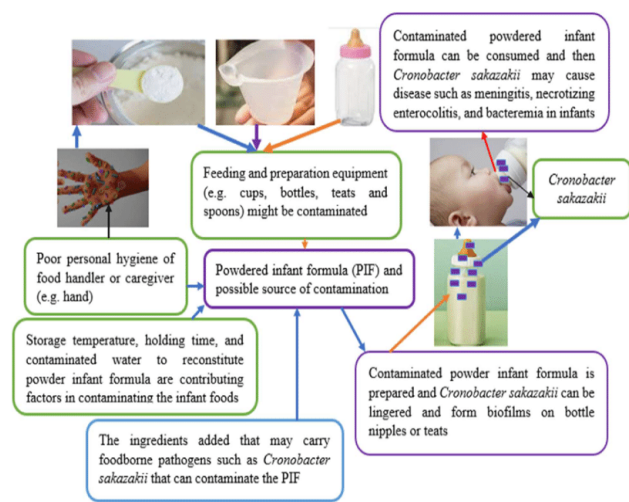 Contaminated powdered infant
formula can be consumed and then
Cronobacter sakazakii may cause
disease such as meningitis, necrotizing
enterocolitis, and bacteremia in infants
Feeding and preparation equipment
(e.g. cups, bottles, teats and
spoons) might be contaminated
Cronobacter
sakazakii
Poor personal hygiene of
food handler or caregiver
(e.g. hand)
Powdered infant formula (PIF) and
possible source of contamination
Storage temperature, holding time, and
contaminated water to reconstitute
powder infant formula are contributing
factors in contaminating the infant foods
Contaminated powder infant formula is
prepared and Cronobacter sakazakii can be
lingered and form biofilms on bottle
nipples or teats
The ingredients added that may carry
foodborne pathogens such as Cronobacter
sakazakii that can contaminate the PIF